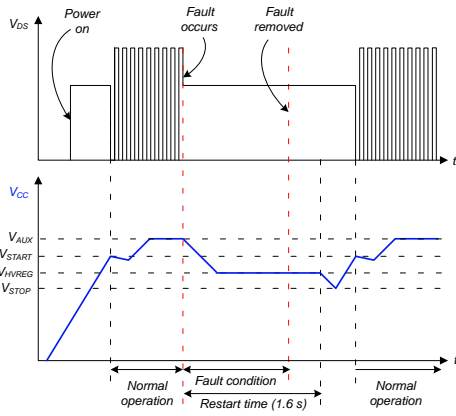 Power
on
Fault
occurs
Fault
removed
VDS
t
VCC
VAUX
VSTART
VHVREG
VSTOP
t
Normal
operation
Fault condition
Restart time (1.6 s)
Normal
operation